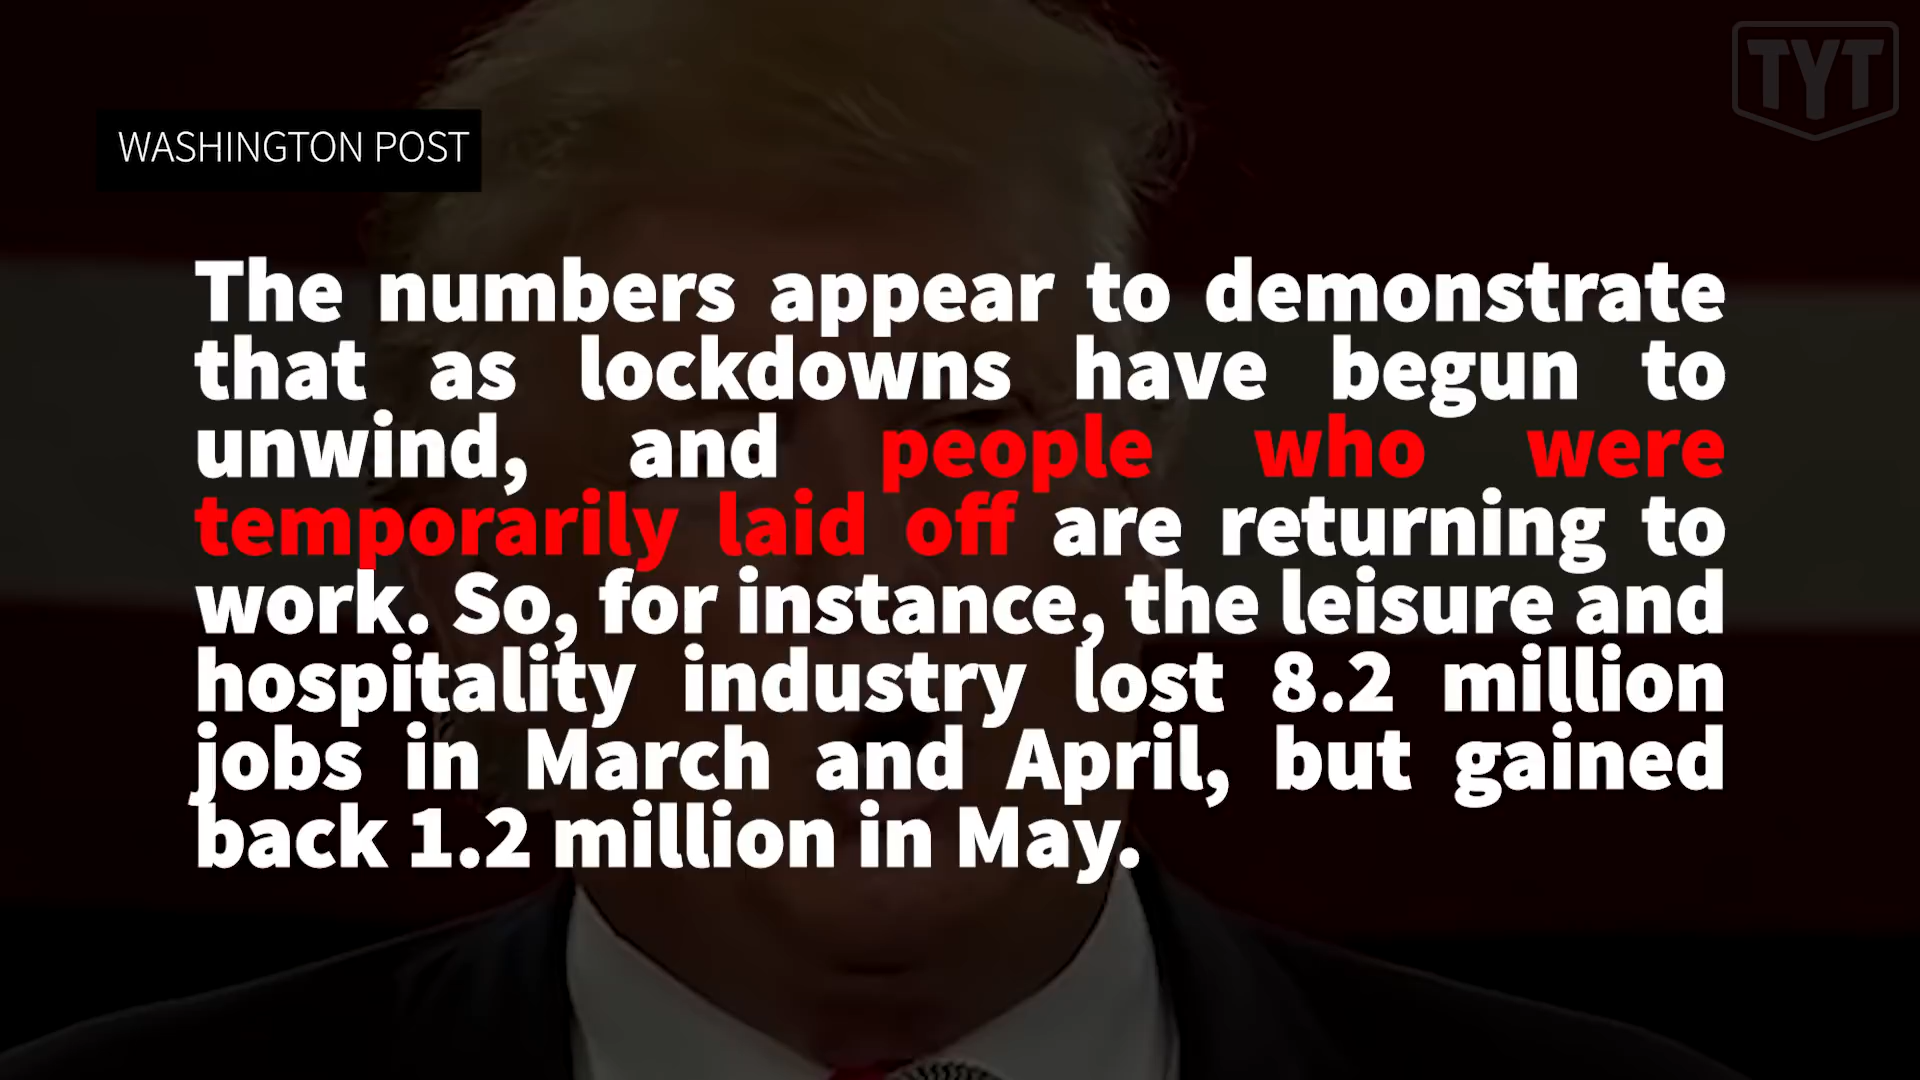 TYT
WASHINGTON POST
The numbers appear to demonstrate
that as lockdowns have begun to
unwind, and people who were
temporarily laid off are returning to
work. So, for instance, the leisure and
hospitality industry lost 8.2 million
jobs in March and April, but gained
back 1.2 million in May.